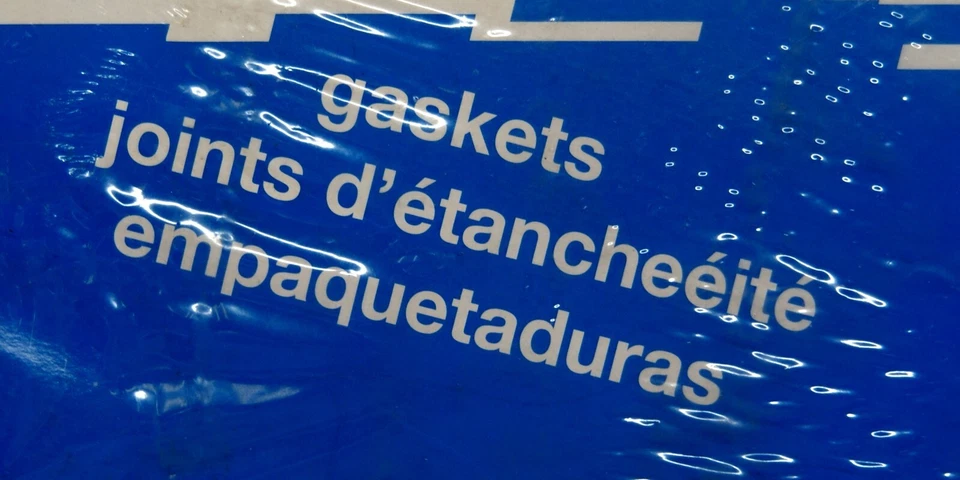 gaskets
joints d'étancheéité
empaquetaduras